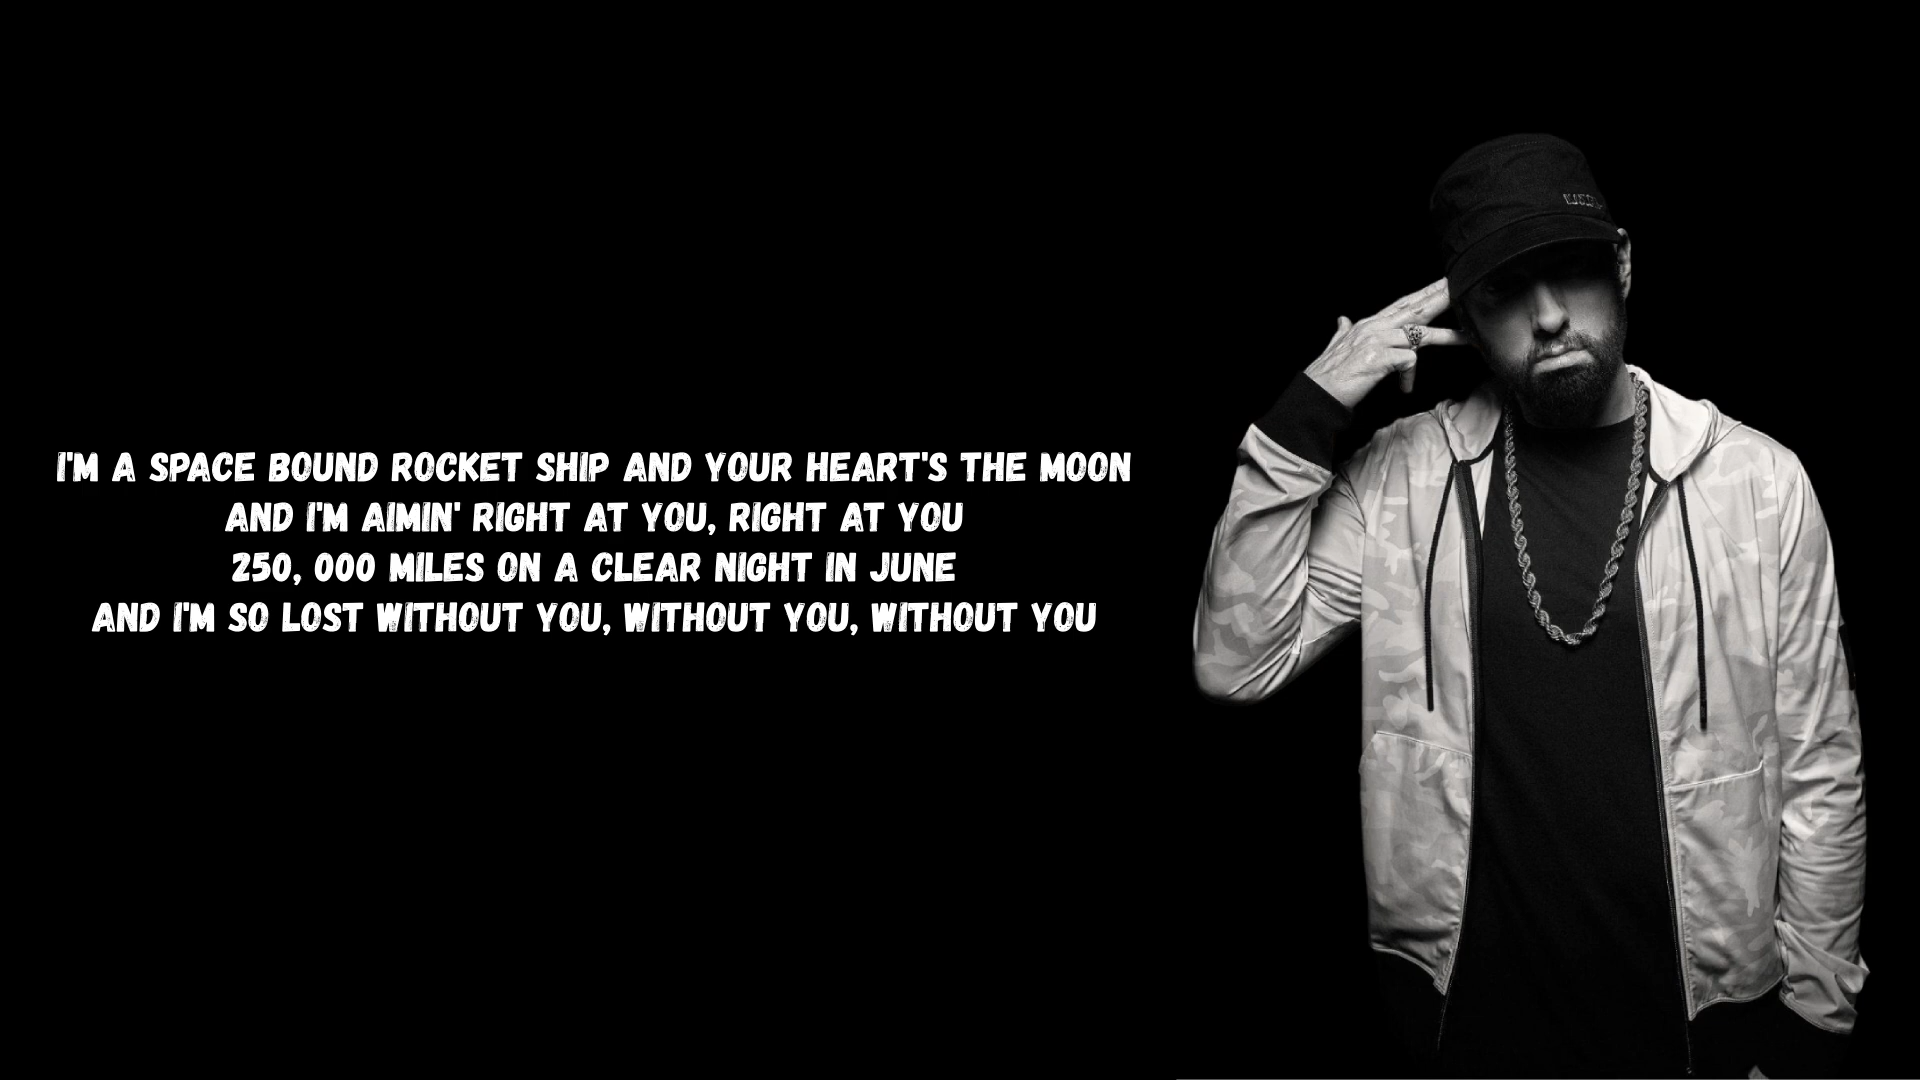 I'M A SPACE BOUND ROCKET SHIP AND YOUR HEART'S THE MOON
AND I'M AIMIN' RIGHT AT YOU, RIGHT AT YOU
250, 000 MILES ON A CLEAR NIGHT IN JUNE
AND I'M SO LOST WITHOUT YOU, WITHOUT YOU, WITHOUT YOU